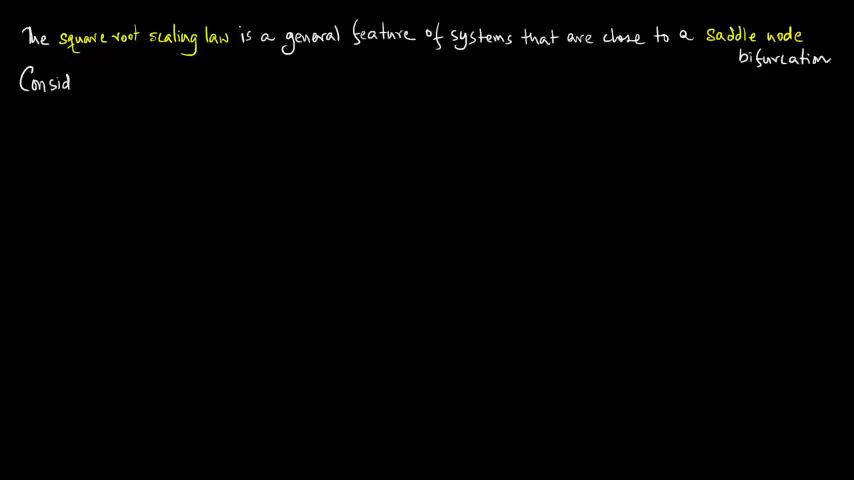 The square root scaling law is a general feature of systems that are close to a saddle node
bifurcation
Consid